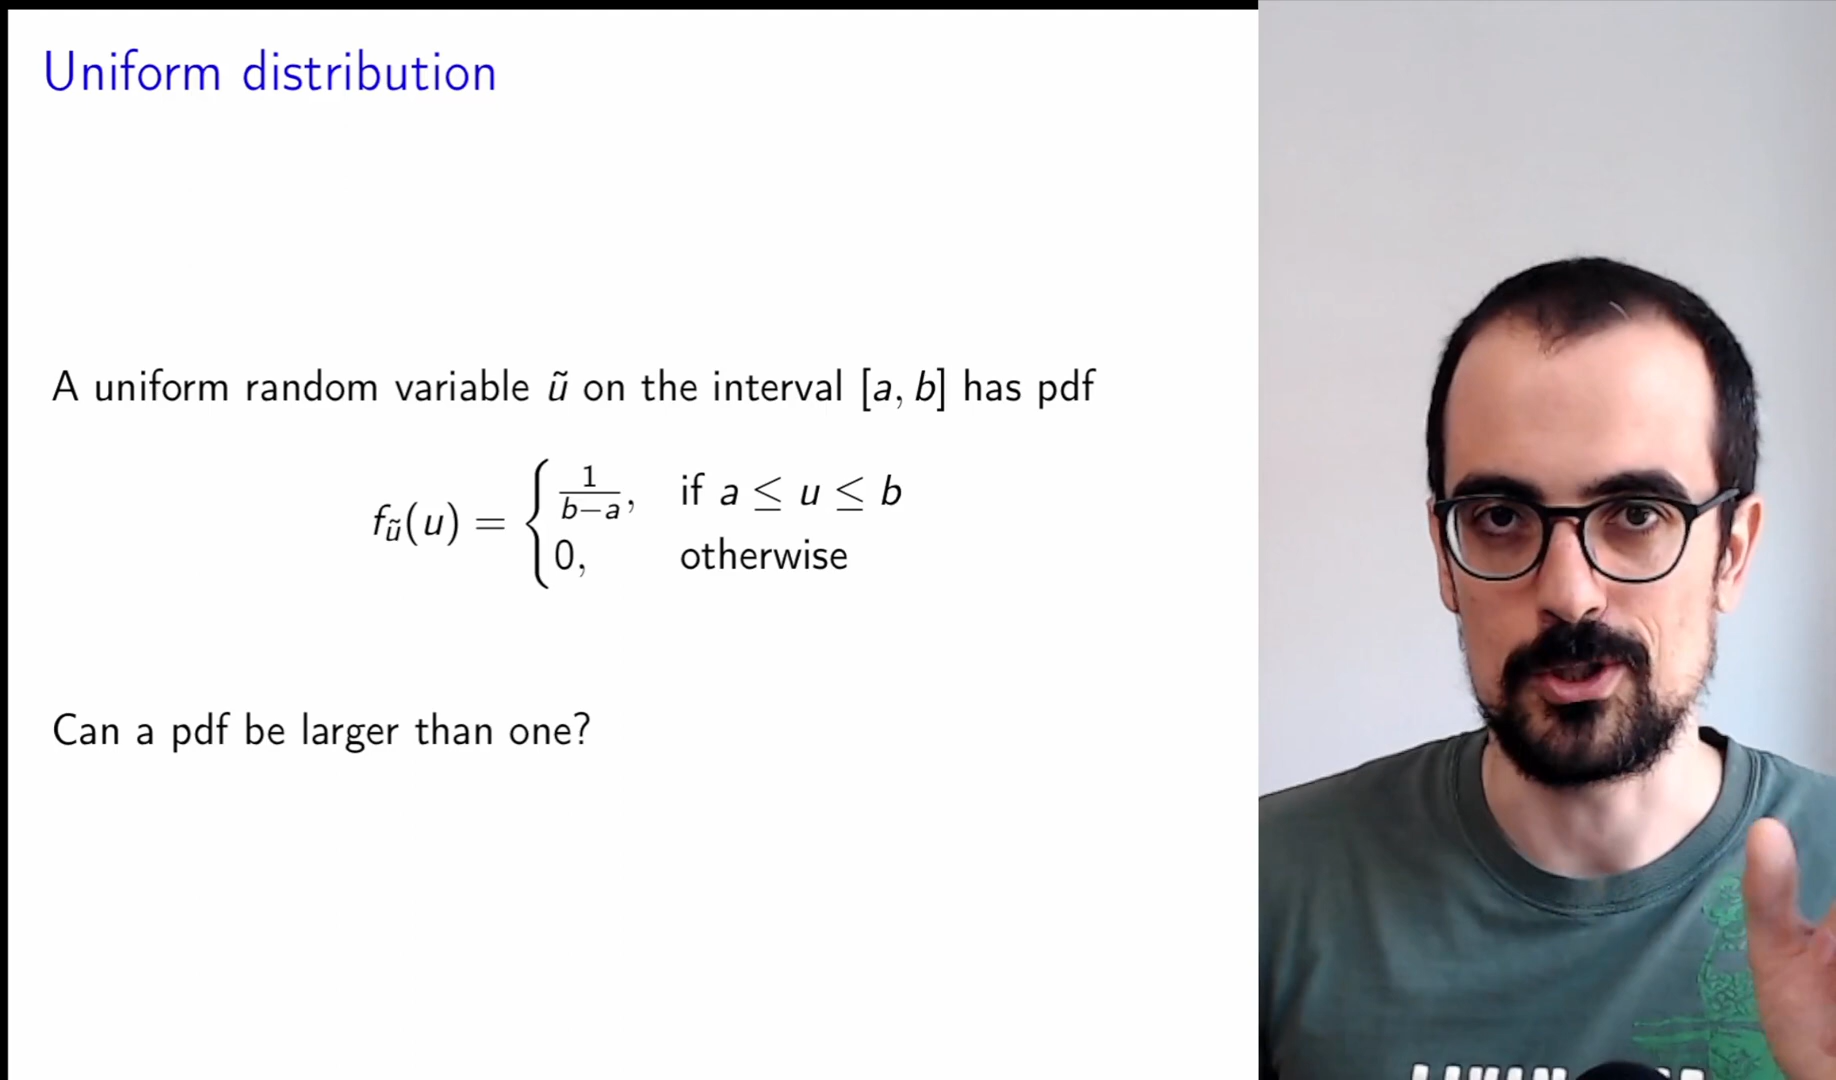 Uniform distribution
A uniform random variable ũ on the interval [a, b] has pdf
f_ũ(u) = { 1/(b−a), if a ≤ u ≤ b
0, otherwise
Can a pdf be larger than one?